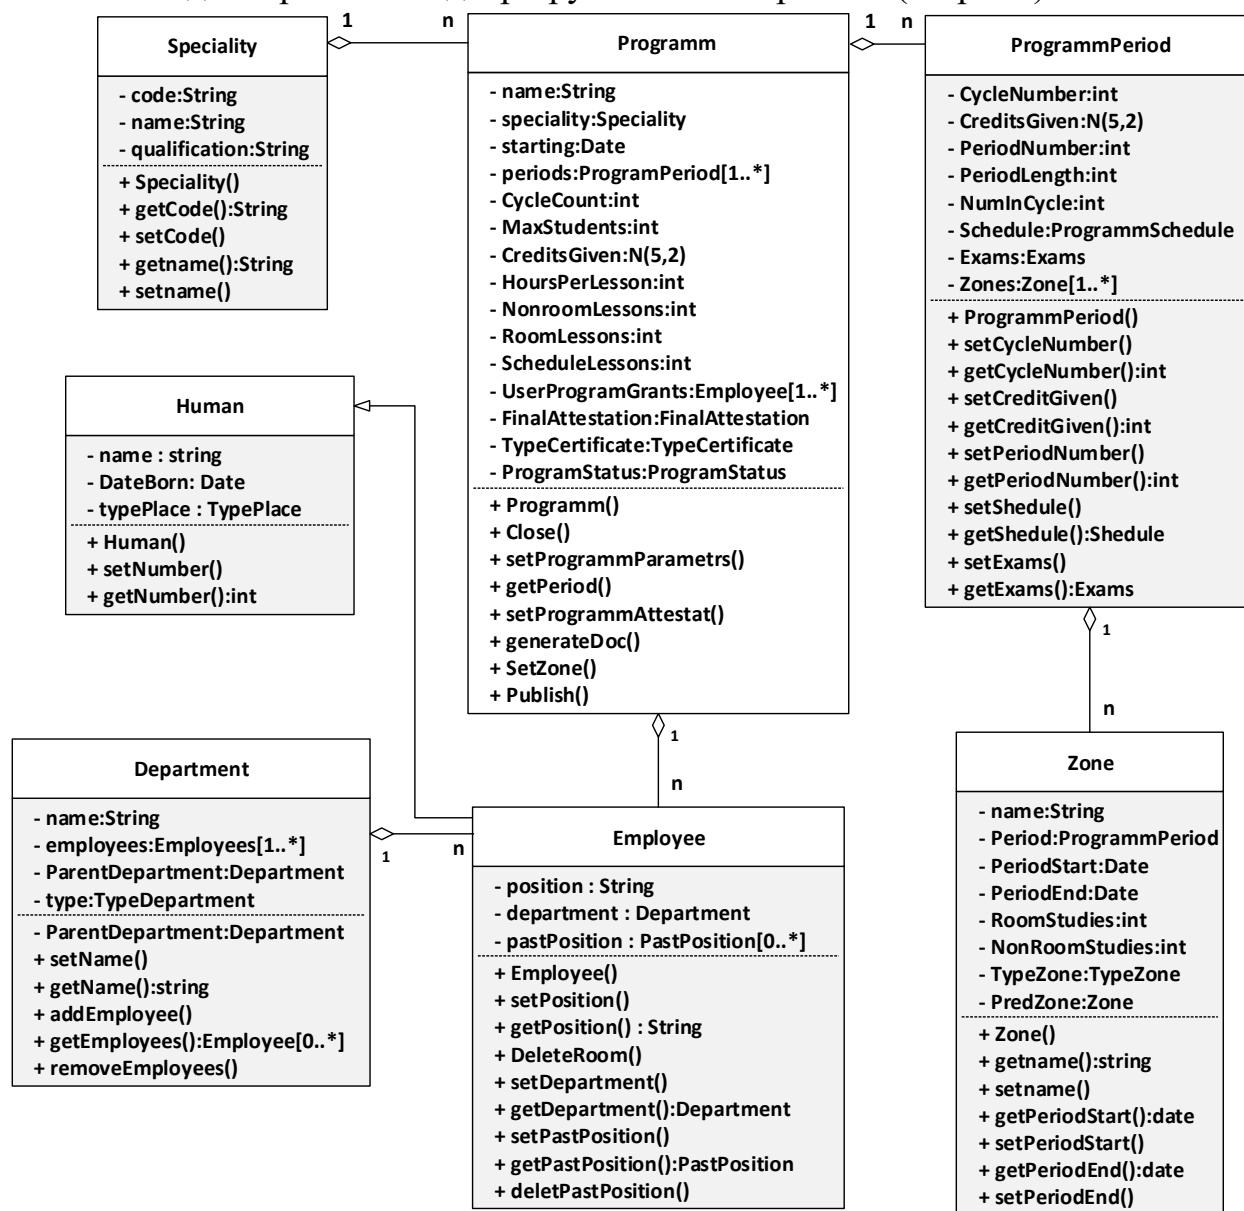 1
n
Speciality
- code:String
- name:String
- qualification:String
+ Speciality()
+ getCode():String
+ setCode()
+ getname():String
+ setname()
Programm
- name:String
- speciality:Speciality
- starting:Date
- periods:ProgramPeriod[1..*]
- CycleCount:int
- MaxStudents:int
- CreditsGiven:N(5,2)
- HoursPerLesson:int
- NonroomLessons:int
- RoomLessons:int
- ScheduleLessons:int
- UserProgramGrants:Employee[1..*]
- FinalAttestation:FinalAttestation
- TypeCertificate:TypeCertificate
- ProgramStatus:ProgramStatus
+ Programm()
+ Close()
+ setProgrammParametrs()
+ getPeriod()
+ setProgrammAttestat()
+ generateDoc()
+ SetZone()
+ Publish()
1
n
ProgrammPeriod
- CycleNumber:int
- CreditsGiven:N(5,2)
- PeriodNumber:int
- PeriodLength:int
- NumInCycle:int
- Schedule:ProgrammSchedule
- Exams:Exams
- Zones:Zone[1..*]
+ ProgrammPeriod()
+ setCycleNumber()
+ getCycleNumber():int
+ setCreditGiven()
+ getCreditGiven():int
+ setPeriodNumber()
+ getPeriodNumber():int
+ setShedule()
+ getShedule():Shedule
+ setExams()
+ getExams():Exams
Human
- name : string
- DateBorn: Date
- typePlace : TypePlace
+ Human()
+ setNumber()
+ getNumber():int
1
n
1
n
Department
- name:String
- employees:Employees[1..*]
- ParentDepartment:Department
- type:TypeDepartment
- ParentDepartment:Department
+ setName()
+ getName():string
+ addEmployee()
+ getEmployees():Employee[0..*]
+ removeEmployees()
1
n
Employee
- position : String
- department : Department
- pastPosition : PastPosition[0..*]
+ Employee()
+ setPosition()
+ getPosition() : String
+ DeleteRoom()
+ setDepartment()
+ getDepartment():Department
+ setPastPosition()
+ getPastPosition():PastPosition
+ deletPastPosition()
Zone
- name:String
- Period:ProgrammPeriod
- PeriodStart:Date
- PeriodEnd:Date
- RoomStudies:int
- NonRoomStudies:int
- TypeZone:TypeZone
- PredZone:Zone
+ Zone()
+ getname():string
+ setname()
+ getPeriodStart():date
+ setPeriodStart()
+ getPeriodEnd():date
+ setPeriodEnd()